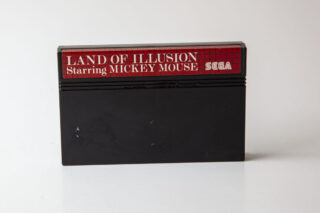 LAND OF ILLUSION
Starring MICKEY MOUSE SEGA